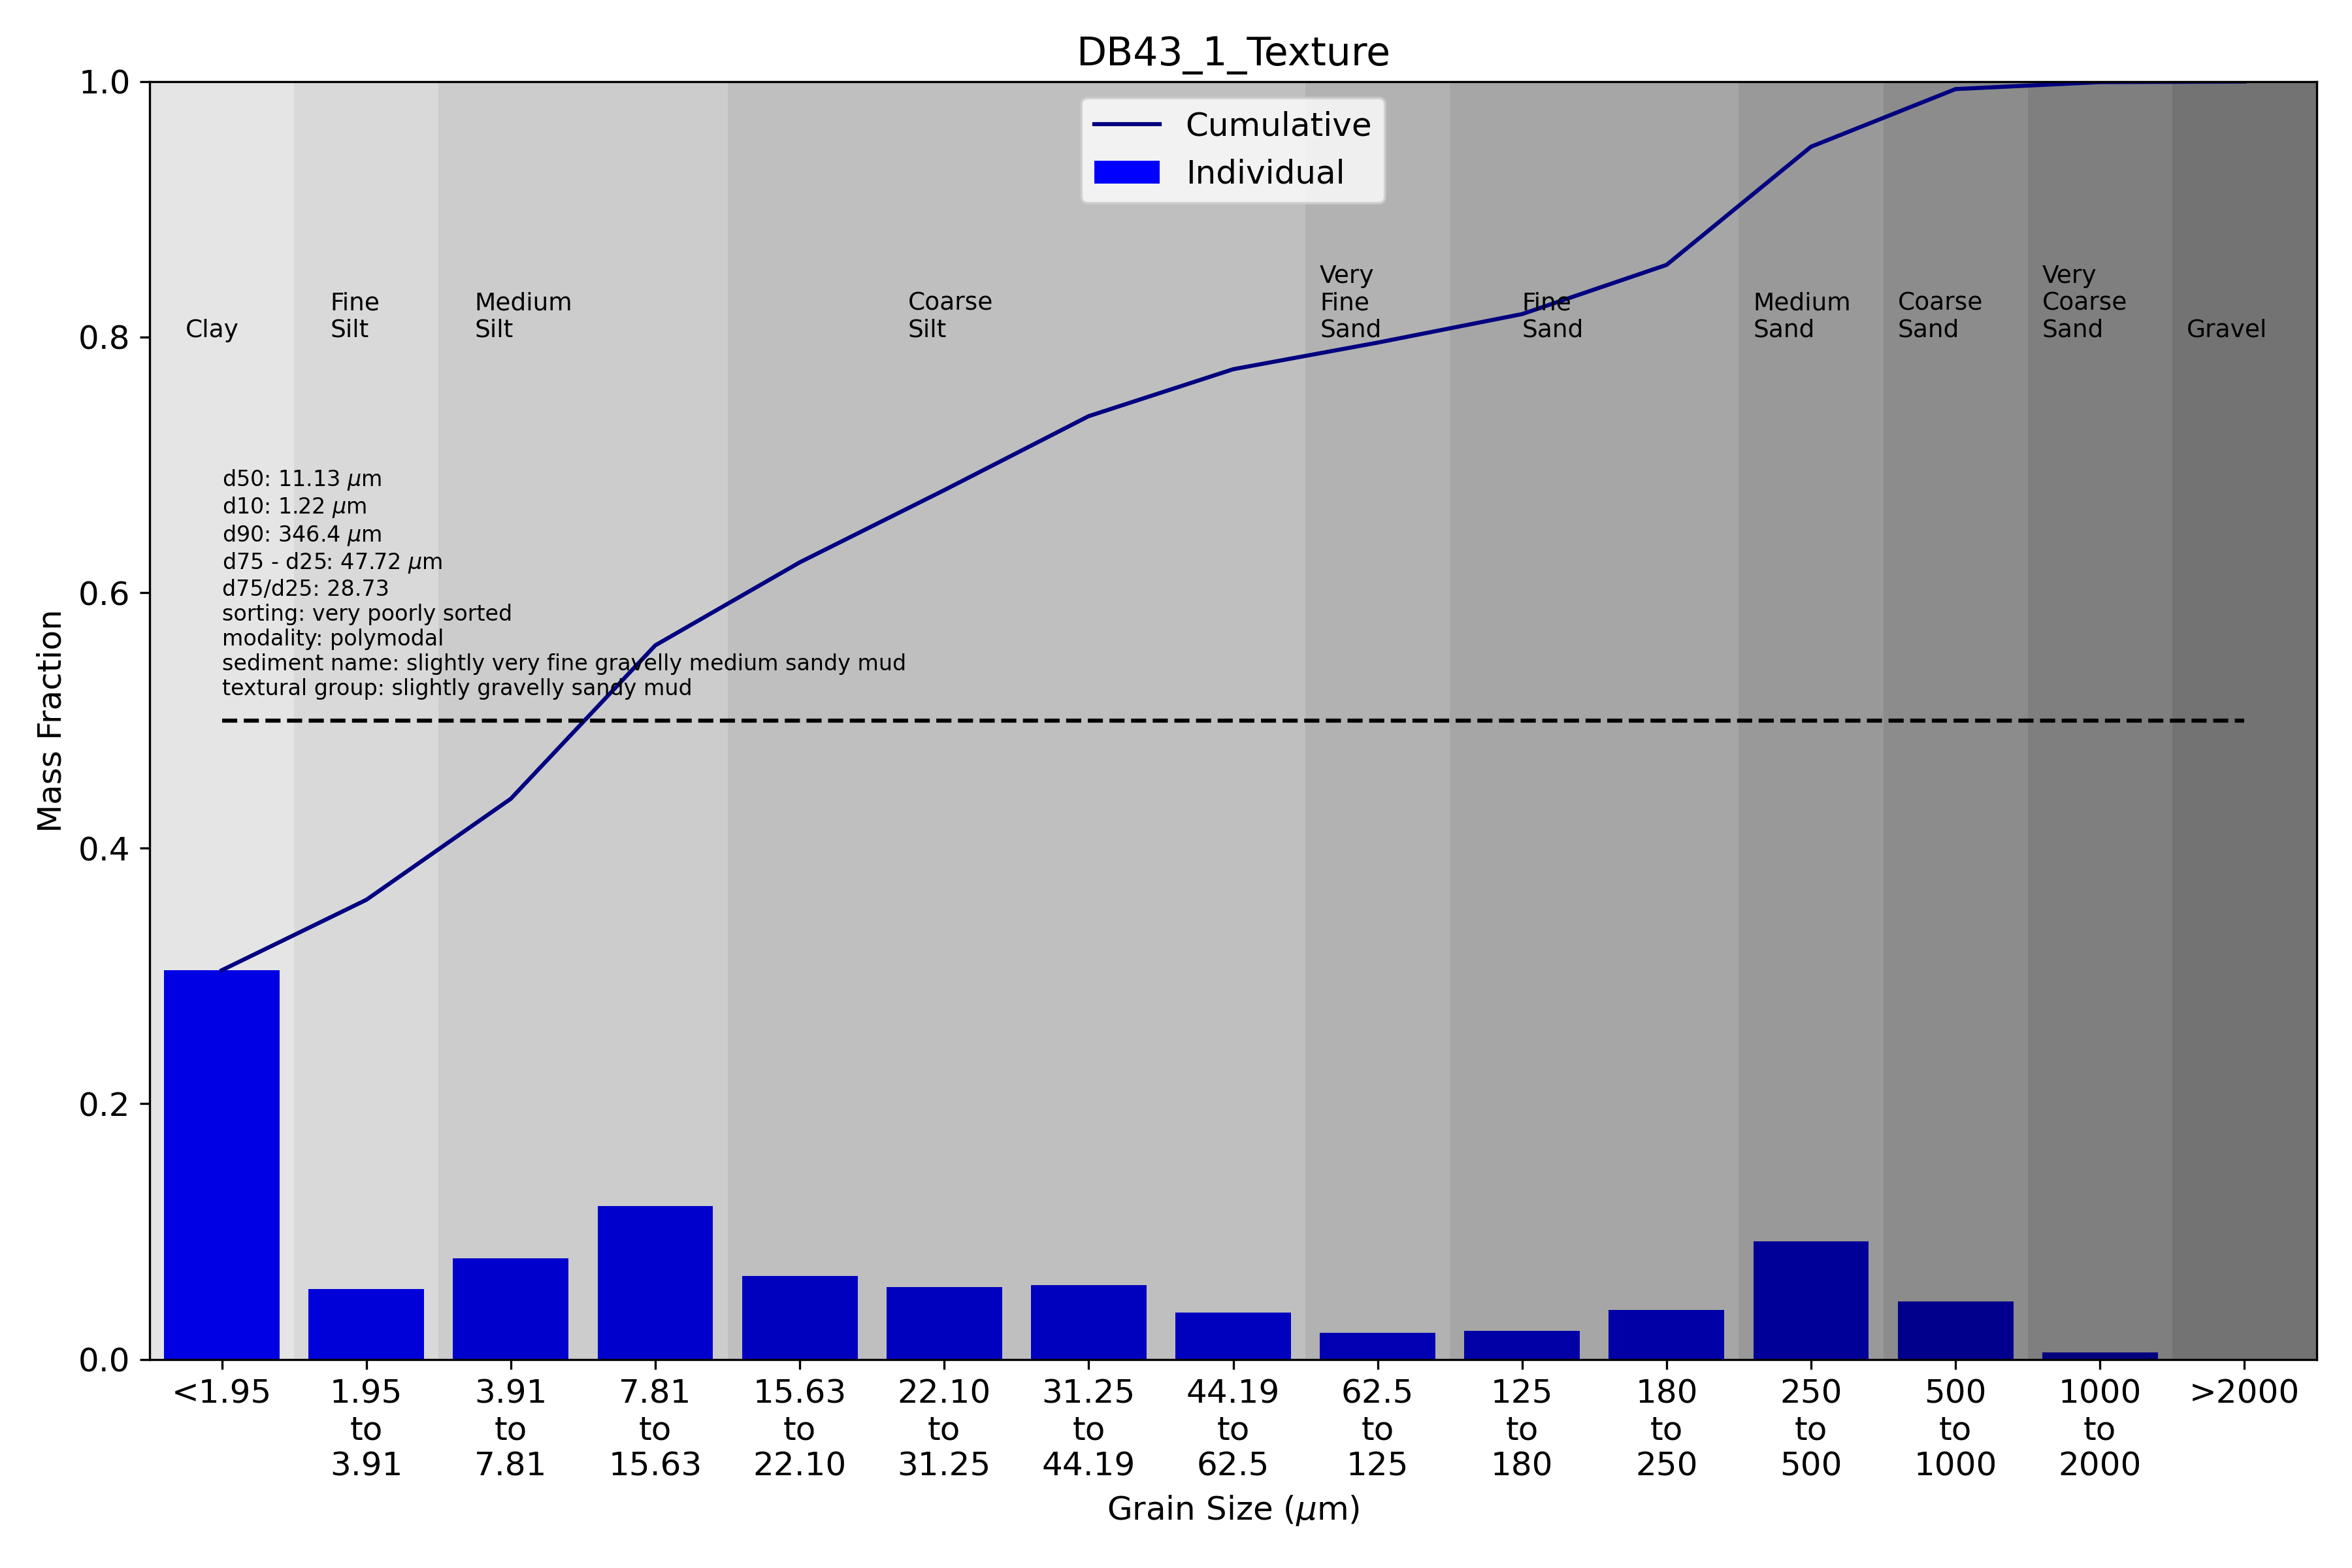 DB43_1_Texture
Cumulative
Individual
1.0
0.8
0.6
0.4
0.2
0.0
Mass Fraction
Clay
Fine
Silt
Medium
Silt
Coarse
Silt
Very
Fine
Sand
Fine
Sand
Medium
Sand
Coarse
Sand
Very
Coarse
Sand
Gravel
d50: 11.13 μm
d10: 1.22 μm
d90: 346.4 μm
d75 - d25: 47.72 μm
d75/d25: 28.73
sorting: very poorly sorted
modality: polymodal
sediment name: slightly very fine gravelly medium sandy mud
textural group: slightly gravelly sandy mud
<1.95
1.95
to
3.91
3.91
to
7.81
7.81
to
15.63
15.63
to
22.10
22.10
to
31.25
31.25
to
44.19
44.19
to
62.5
62.5
to
125
125
to
180
180
to
250
250
to
500
500
to
1000
1000
to
2000
>2000
Grain Size (μm)